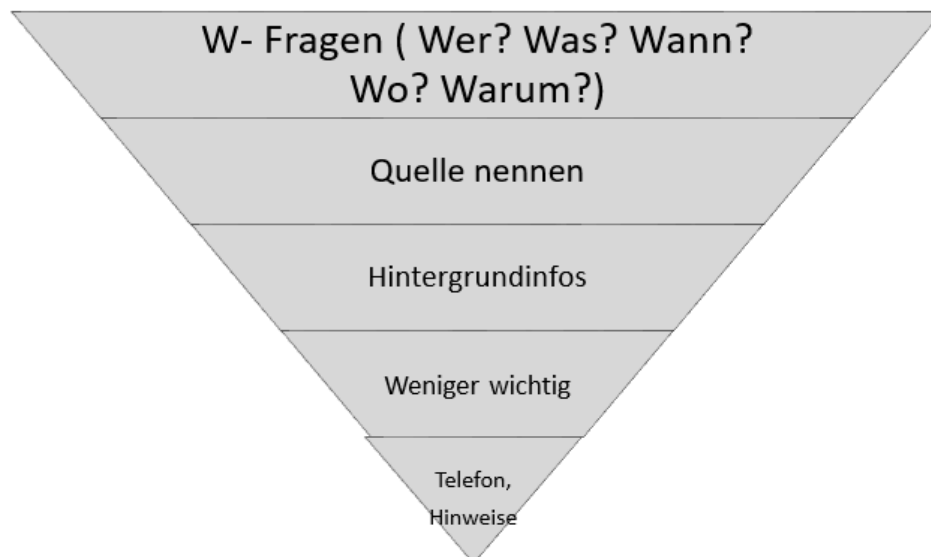 W- Fragen ( Wer? Was? Wann?
Wo? Warum?)
Quelle nennen
Hintergrundinfos
Weniger wichtig
Telefon,
Hinweise